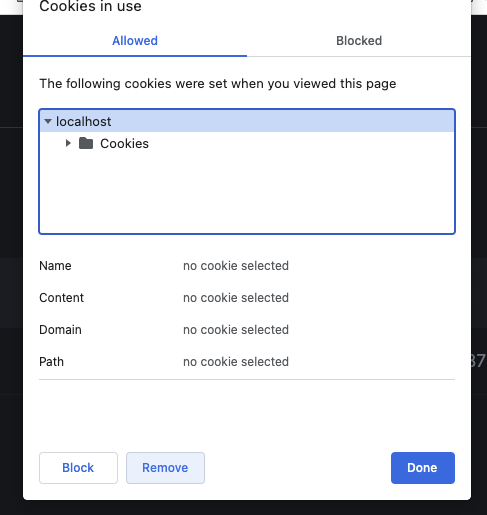 Cookies in use
Allowed
Blocked
The following cookies were set when you viewed this page
localhost
Cookies
Name no cookie selected
Content no cookie selected
Domain no cookie selected
Path no cookie selected
37
Block Remove Done